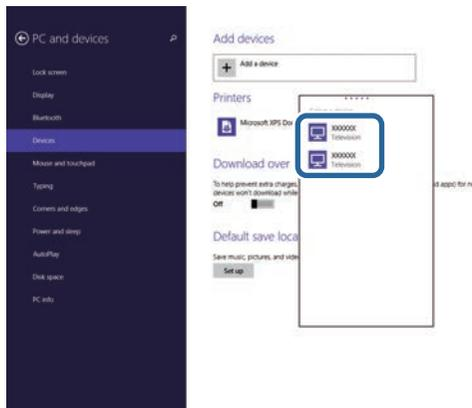 PC and devices
Lock screen
Display
Bluetooth
Devices
Mouse and touchpad
Typing
Corners and edges
Power and sleep
AutoPlay
Disk space
PC info
Add devices
Add a device
Printers
Microsoft XPS Doc
Download over
To help prevent extra charges,
devices won't download while
Off
Default save loca
Save music, pictures, and vide
Set up
XXXXXX
Television
XXXXXX
Television
d apps) for n